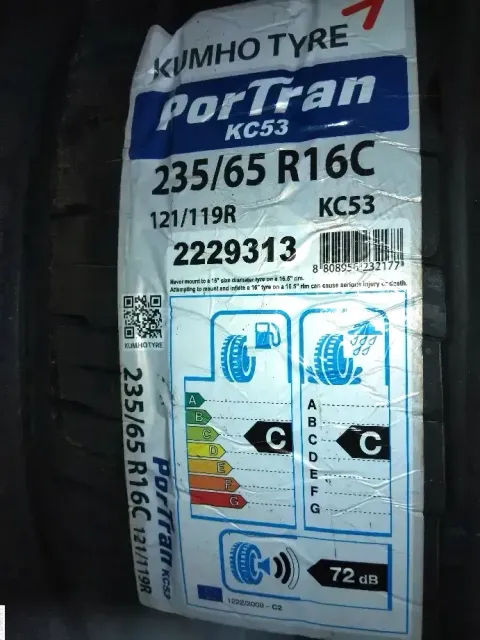 KUMHO TYRE
PorTran
KC53
235/65 R16C
121/119R KC53
2229313
8 808956 232177
Never mount to a 16" size diameter tyre on a 16.5" rim.
Attempting to mount and inflate a 16" tyre on a 16.5" rim can cause serious injury or death.
KUMHO TYRE
235/65 R16C 121/119R
PorTran KC53
A
B
C
D
E
F
G
C
A
B
C
D
E
F
G
C
72 dB
1222/2009 - C2